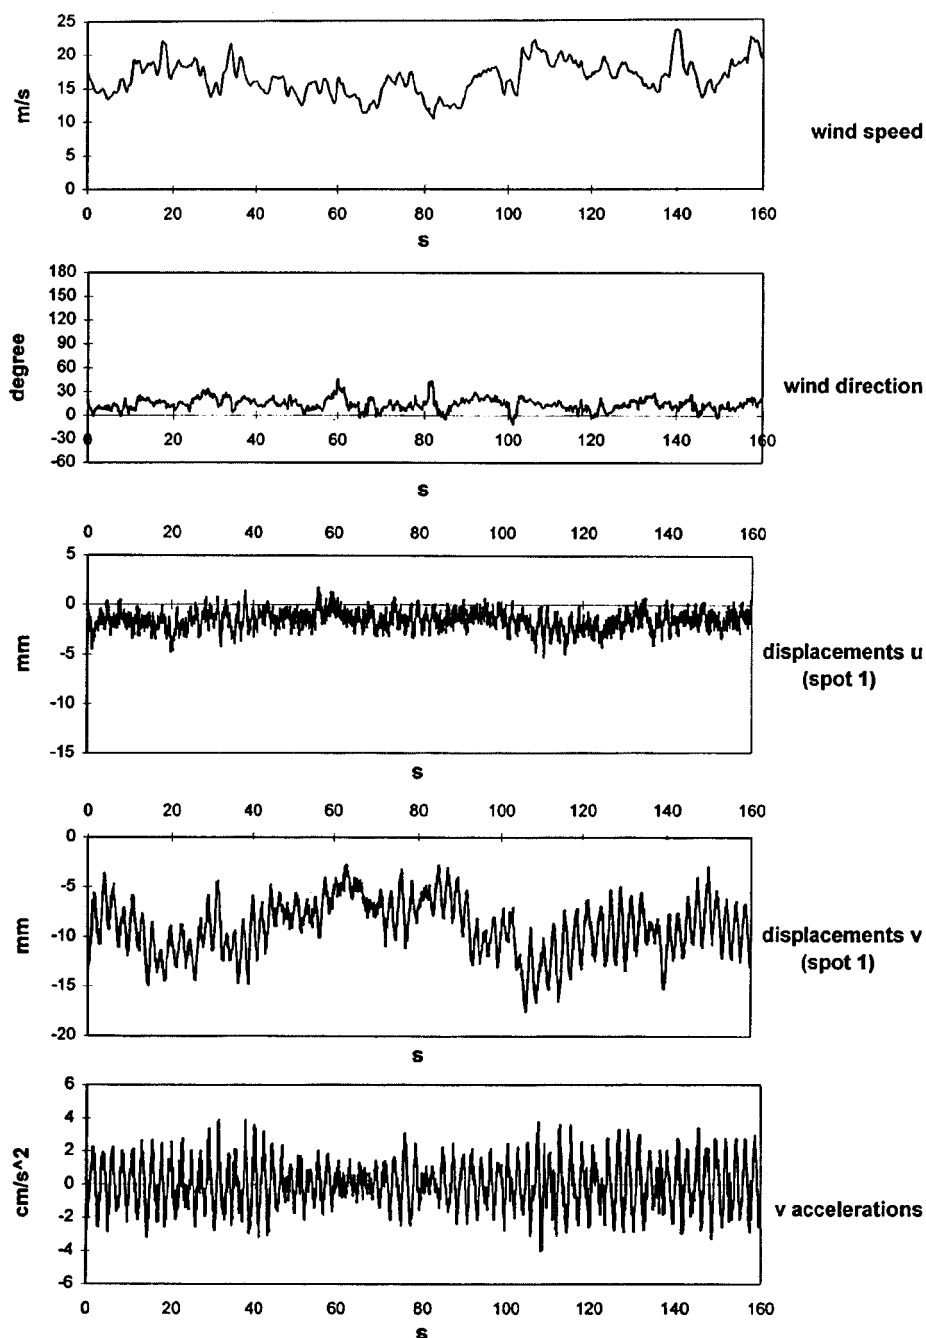 25
20
15
10
5
0
m/s
0 20 40 60 80 100 120 140 160
s
wind speed
180
150
120
90
60
30
0
-30
-60
degree
0 20 40 60 80 100 120 140 160
s
wind direction
0 20 40 60 80 100 120 140 160
5
0
-5
-10
-15
mm
s
displacements u
(spot 1)
0 20 40 60 80 100 120 140 160
0
-5
-10
-15
-20
mm
s
displacements v
(spot 1)
6
4
2
0
-2
-4
-6
cm/s^2
0 20 40 60 80 100 120 140 160
s
v accelerations